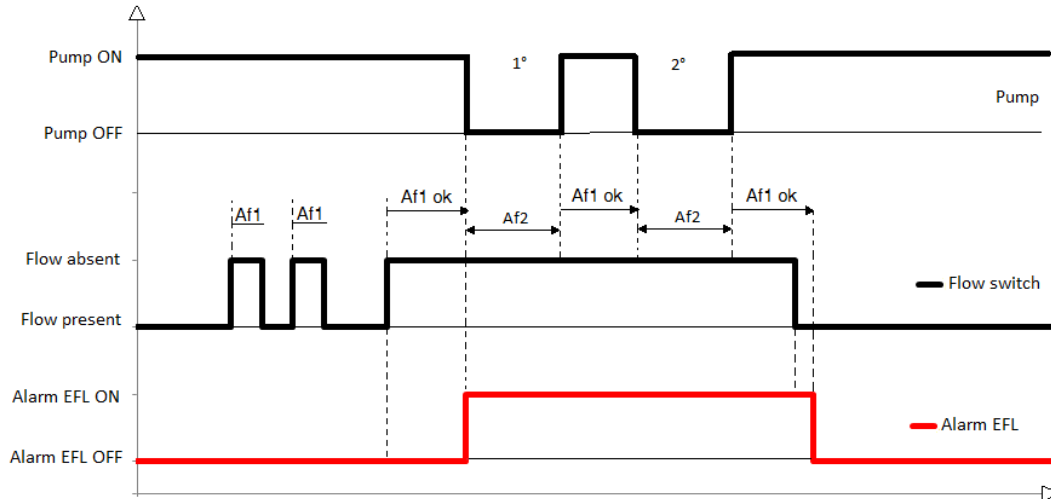 Pump ON
1°
2°
Pump
Pump OFF
Af1
Af1
Af1 ok
Af2
Af1 ok
Af2
Af1 ok
Flow absent
Flow switch
Flow present
Alarm EFL ON
Alarm EFL
Alarm EFL OFF